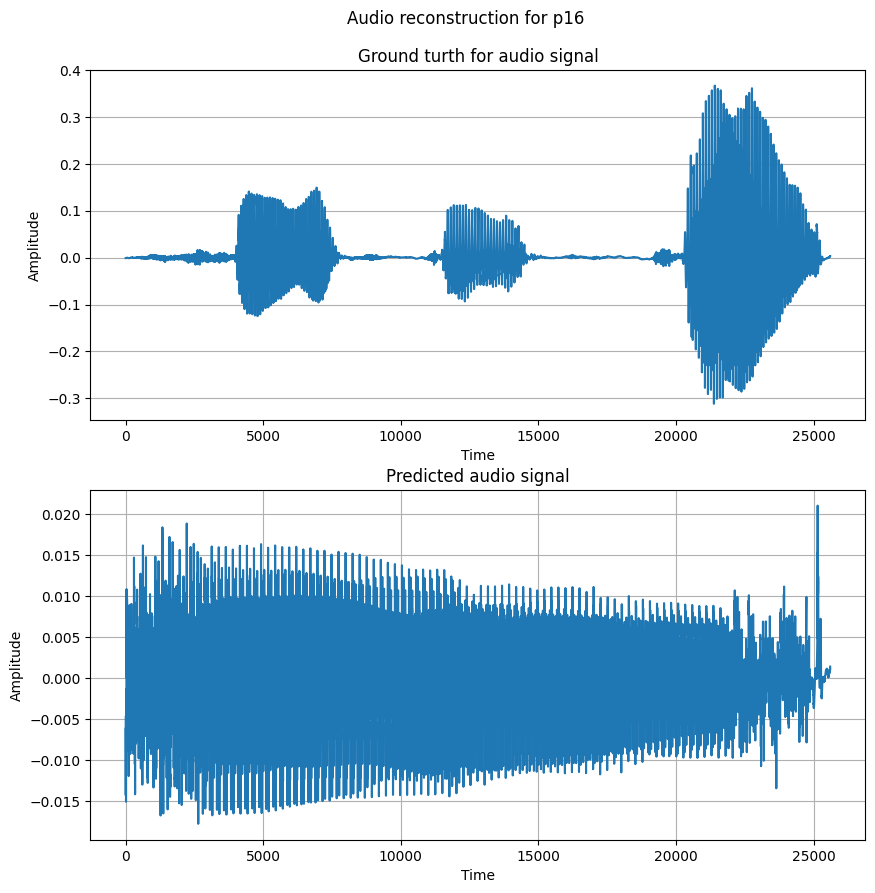 Audio reconstruction for p16
Ground turth for audio signal
0.4
0.3
0.2
0.1
0.0
−0.1
−0.2
−0.3
Amplitude
0 5000 10000 15000 20000 25000
Time
Predicted audio signal
0.020
0.015
0.010
0.005
0.000
−0.005
−0.010
−0.015
Amplitude
0 5000 10000 15000 20000 25000
Time